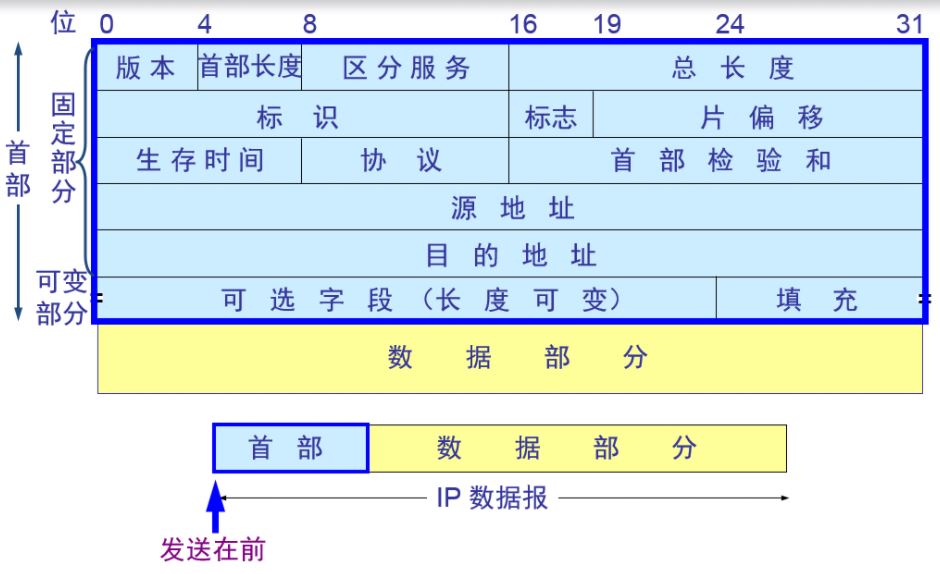 位 0 4 8 16 19 24 31
版本 首部长度 区分服务 总长度
标识 标志 片偏移
生存时间 协议 首部检验和
源地址
目的地址
可选字段（长度可变） 填充
首部
固定部分
可变部分
数据部分
首部 数据部分
IP 数据报
发送在前